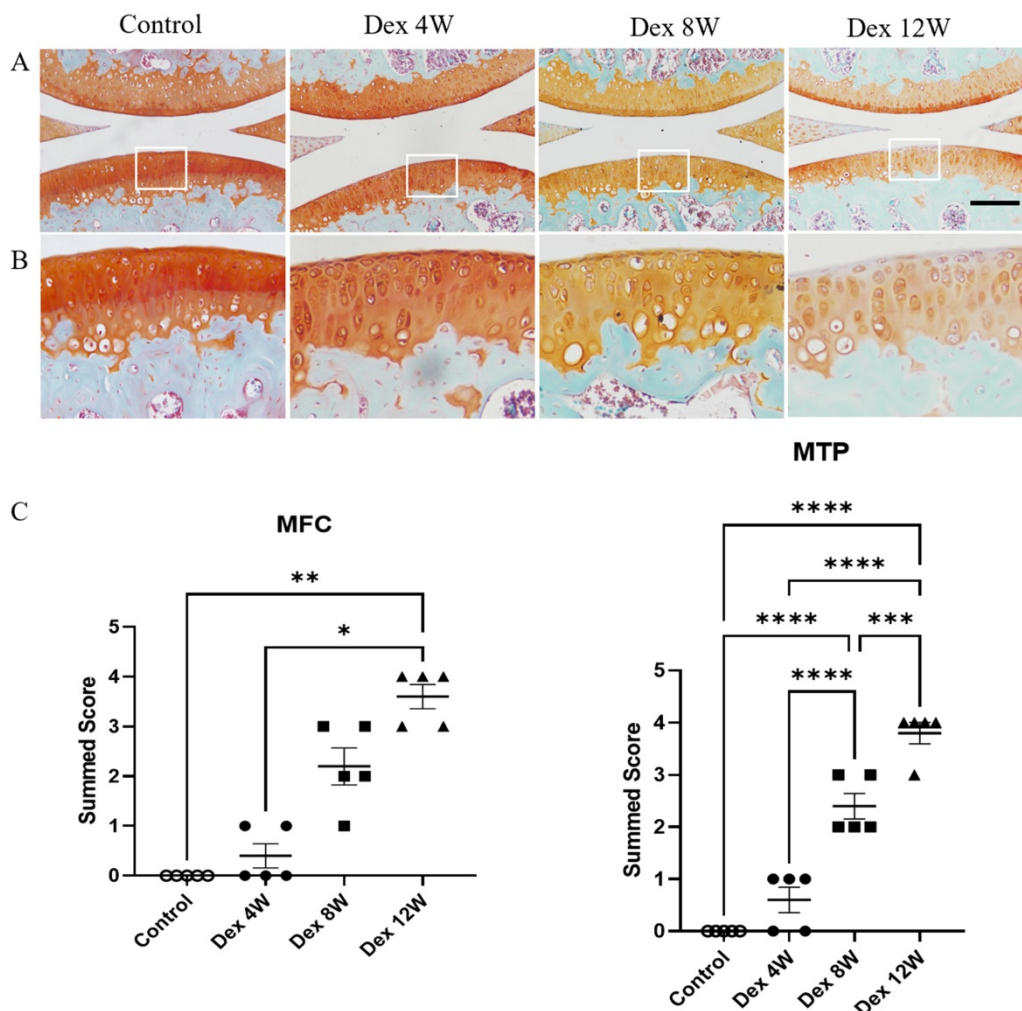 Control Dex 4W Dex 8W Dex 12W
A
B
MTP
C
MFC
****
**
****
*
**** ***
****
5
4
3
2
1
0
Summed Score
Control Dex 4W Dex 8W Dex 12W
5
4
3
2
1
0
Summed Score
Control Dex 4W Dex 8W Dex 12W